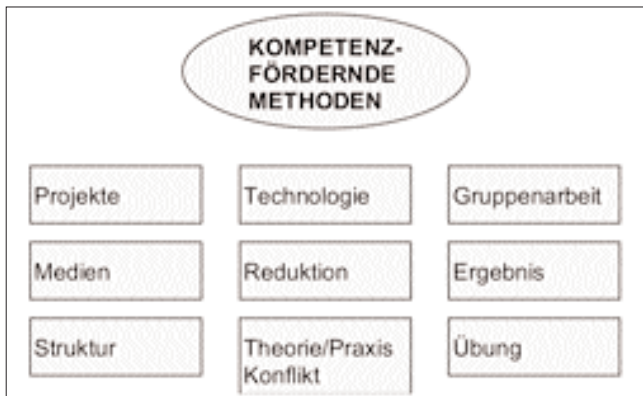 KOMPETENZ-
FÖRDERNDE
METHODEN
Projekte
Technologie
Gruppenarbeit
Medien
Reduktion
Ergebnis
Struktur
Theorie/Praxis
Konflikt
Übung